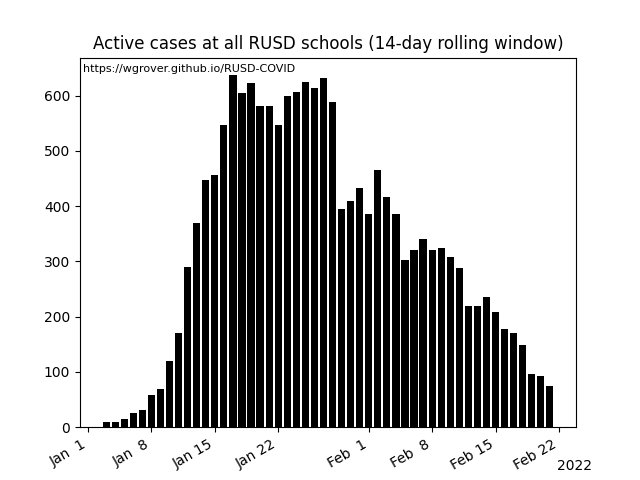 Active cases at all RUSD schools (14-day rolling window)
https://wgrover.github.io/RUSD-COVID
600
500
400
300
200
100
0
Jan 1
Jan 8
Jan 15
Jan 22
Feb 1
Feb 8
Feb 15
Feb 22
2022